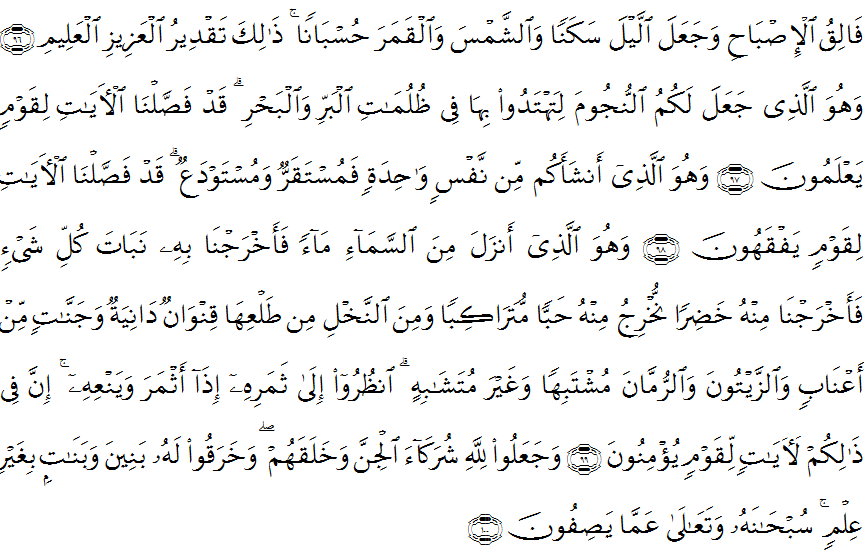 فَالِقُ ٱلْإِصْبَاحِ وَجَعَلَ ٱلَّيْلَ سَكَنًا وَٱلشَّمْسَ وَٱلْقَمَرَ حُسْبَانًا ۚ ذَٰلِكَ تَقْدِيرُ ٱلْعَزِيزِ ٱلْعَلِيمِ ٩٦
وَهُوَ ٱلَّذِى جَعَلَ لَكُمُ ٱلنُّجُومَ لِتَهْتَدُوا۟ بِهَا فِى ظُلُمَـٰتِ ٱلْبَرِّ وَٱلْبَحْرِ ۗ قَدْ فَصَّلْنَا ٱلْـَٔايَـٰتِ لِقَوْمٍ
يَعْلَمُونَ ٩٧ وَهُوَ ٱلَّذِىٓ أَنشَأَكُم مِّن نَّفْسٍ وَٰحِدَةٍ فَمُسْتَقَرٌّ وَمُسْتَوْدَعٌ ۗ قَدْ فَصَّلْنَا ٱلْـَٔايَـٰتِ
لِقَوْمٍ يَفْقَهُونَ ٩٨ وَهُوَ ٱلَّذِىٓ أَنزَلَ مِنَ ٱلسَّمَآءِ مَآءً فَأَخْرَجْنَا بِهِۦ نَبَاتَ كُلِّ شَىْءٍ
فَأَخْرَجْنَا مِنْهُ خَضِرًا نُّخْرِجُ مِنْهُ حَبًّا مُّتَرَاكِبًا وَمِنَ ٱلنَّخْلِ مِن طَلْعِهَا قِنْوَانٌ دَانِيَةٌ وَجَنَّـٰتٍ مِّنْ
أَعْنَابٍ وَٱلزَّيْتُونَ وَٱلرُّمَّانَ مُشْتَبِهًا وَغَيْرَ مُتَشَـٰبِهٍ ۗ ٱنظُرُوٓا۟ إِلَىٰ ثَمَرِهِۦٓ إِذَآ أَثْمَرَ وَيَنْعِهِۦٓ ۚ إِنَّ فِى
ذَٰلِكُمْ لَـَٔايَـٰتٍ لِّقَوْمٍ يُؤْمِنُونَ ٩٩ وَجَعَلُوا۟ لِلَّهِ شُرَكَآءَ ٱلْجِنَّ وَخَلَقَهُمْ ۖ وَخَرَقُوا۟ لَهُۥ بَنِينَ وَبَنَـٰتٍۭ بِغَيْرِ
عِلْمٍ ۚ سُبْحَـٰنَهُۥ وَتَعَـٰلَىٰ عَمَّا يَصِفُونَ ١٠٠